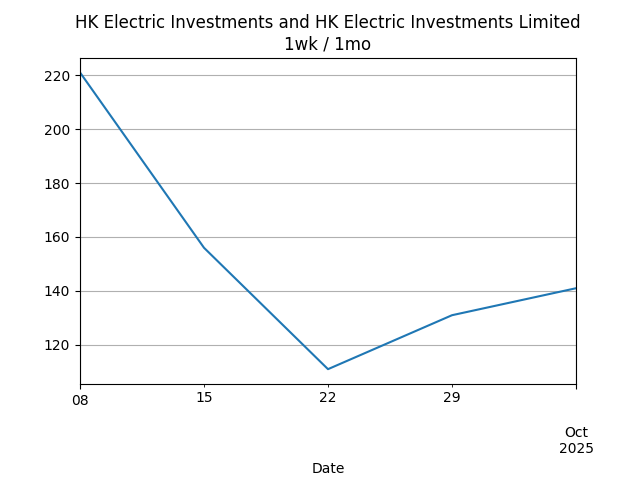 HK Electric Investments and HK Electric Investments Limited
1wk / 1mo
220
200
180
160
140
120
08
15
22
29
Oct
2025
Date